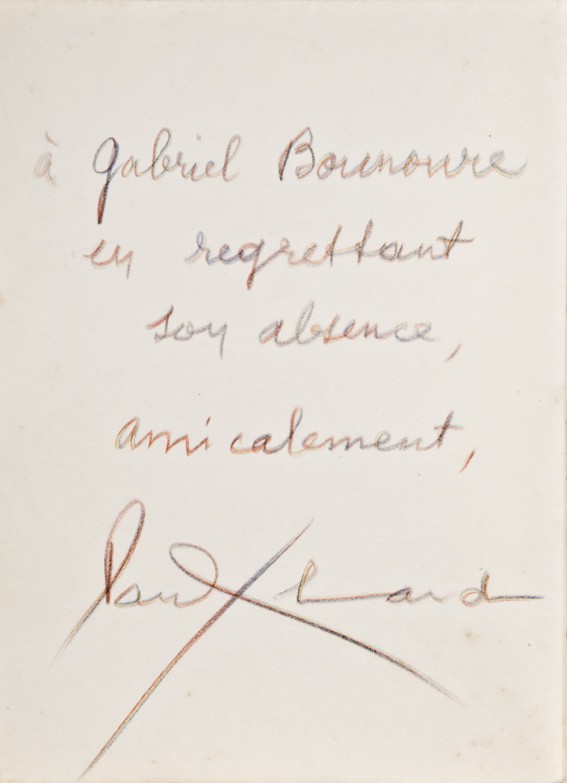 à Gabriel Bounoure
en regrettant
son absence,
amicalement,
Paul Eluard